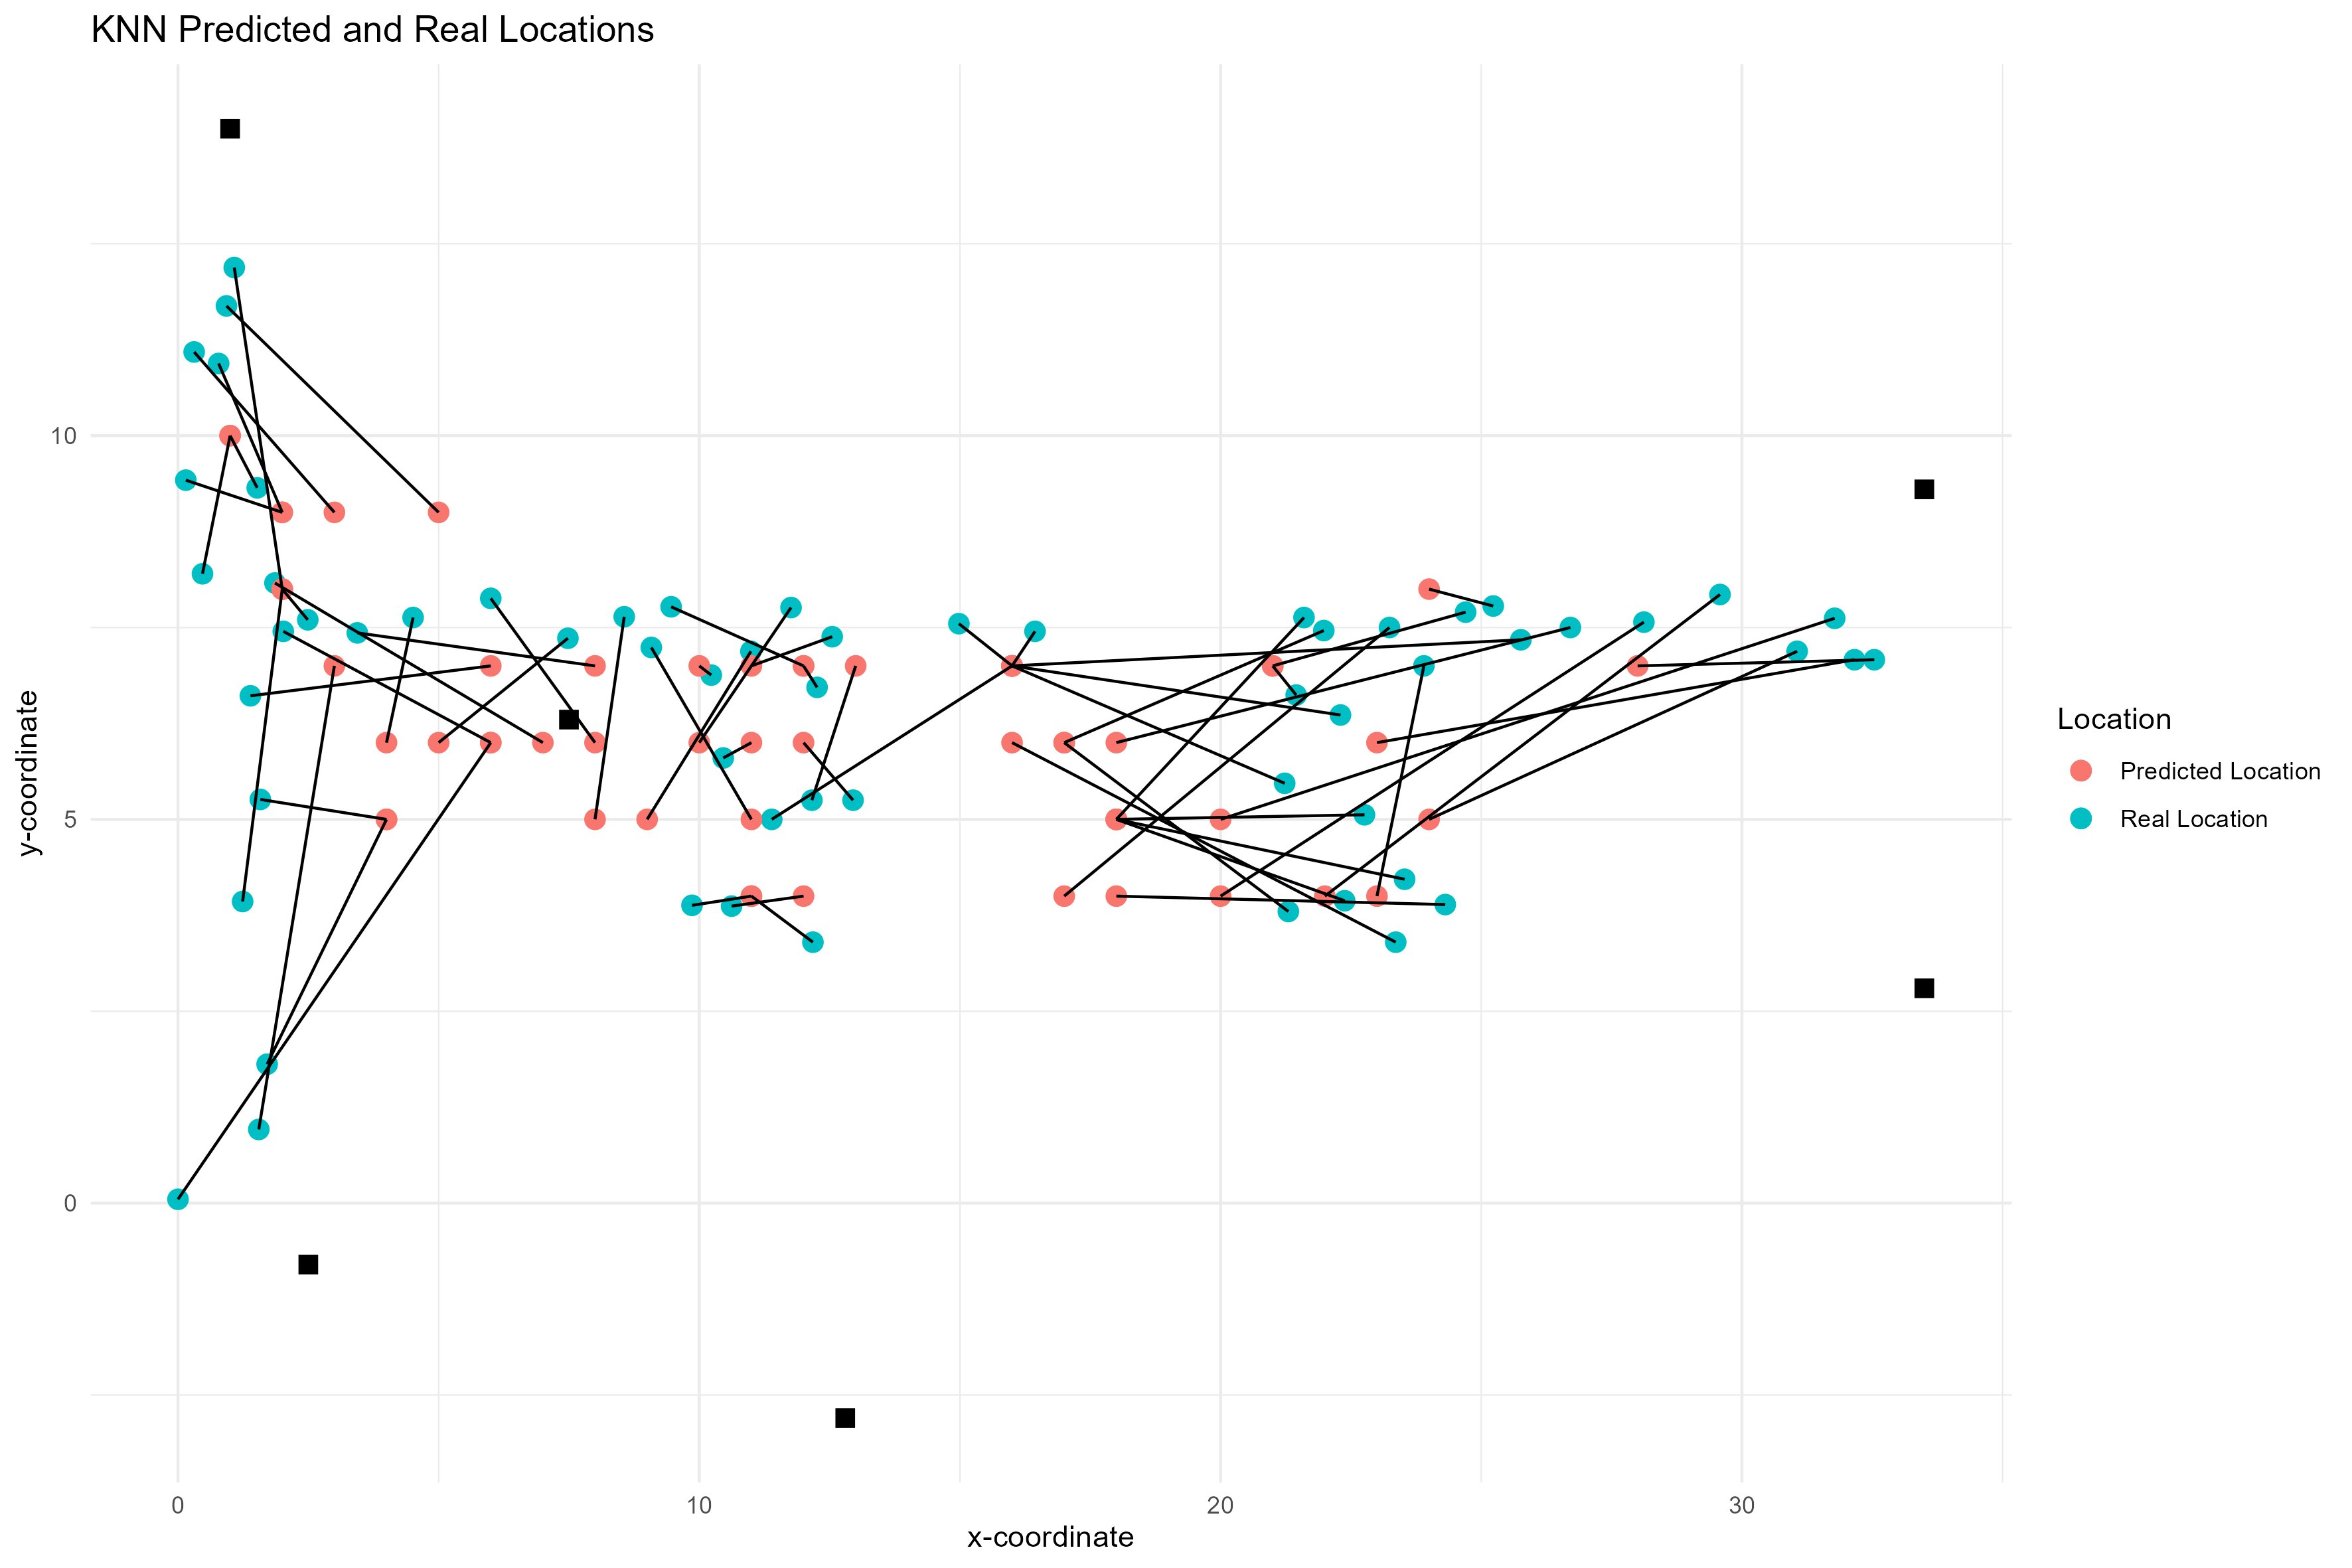 KNN Predicted and Real Locations
10
5
0
y-coordinate
0
10
20
30
x-coordinate
Location
Predicted Location
Real Location